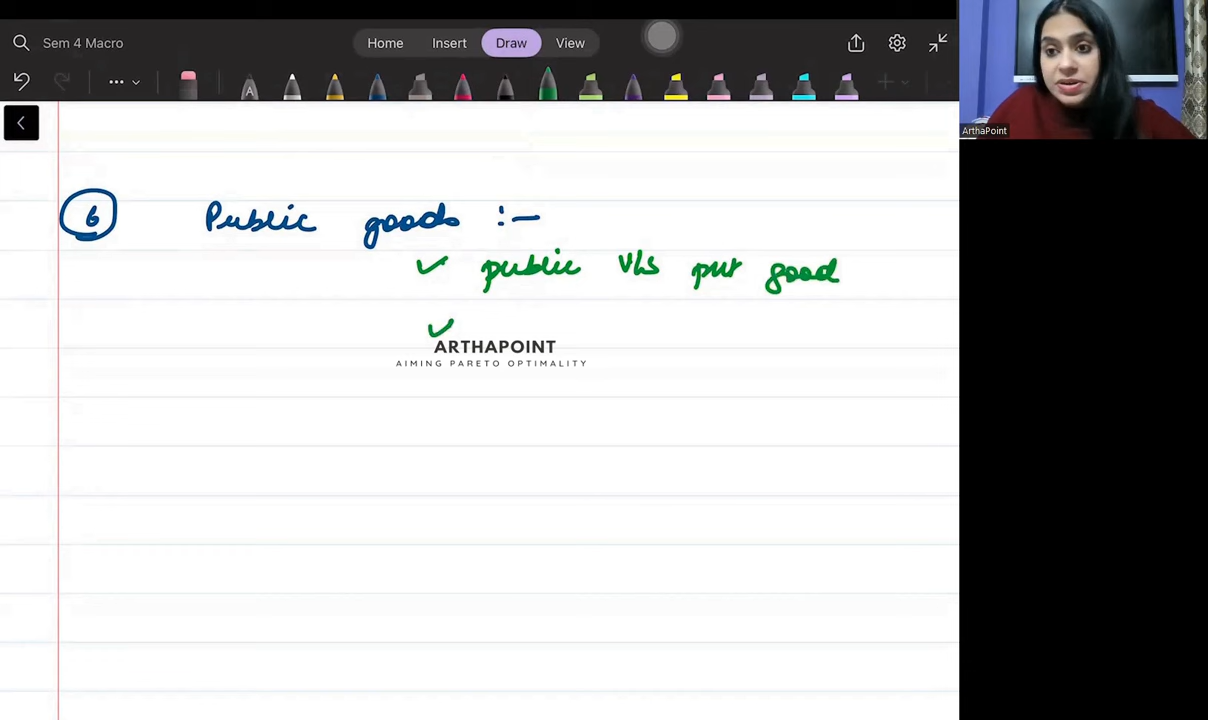 Sem 4 Macro
Home Insert Draw View
A
ArthaPoint
6 Public goods :-
✓ public v/s pvt good
✓
ARTHAPOINT
AIMING PARETO OPTIMALITY